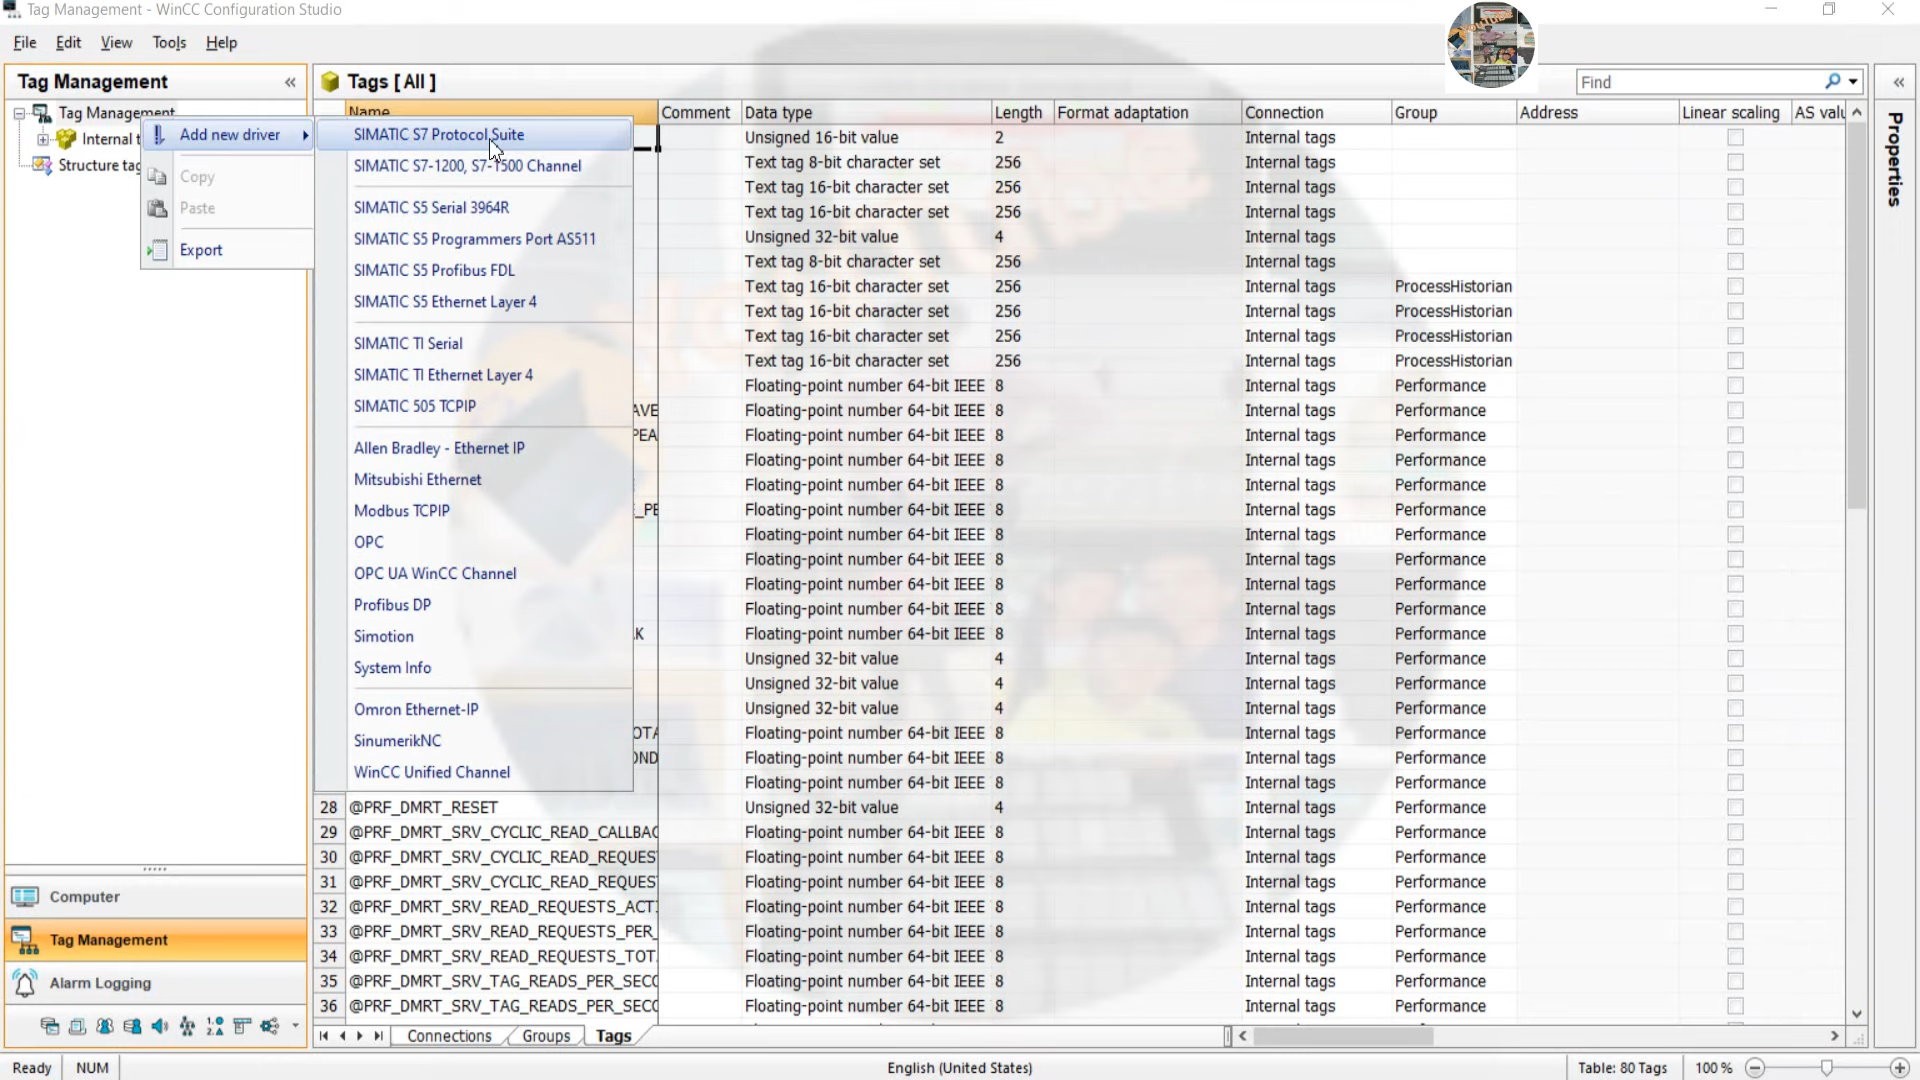 Tag Management - WinCC Configuration Studio
File Edit View Tools Help
Tag Management «
Tags [ All ]
Find
«
Name Comment Data type Length Format adaptation Connection Group Address Linear scaling AS valu
Tag Management
Internal t
Structure tag
Add new driver
Copy
Paste
Export
SIMATIC S7 Protocol Suite
SIMATIC S7-1200, S7-1500 Channel
SIMATIC S5 Serial 3964R
SIMATIC S5 Programmers Port AS511
SIMATIC S5 Profibus FDL
SIMATIC S5 Ethernet Layer 4
SIMATIC TI Serial
SIMATIC TI Ethernet Layer 4
SIMATIC 505 TCPIP
Allen Bradley - Ethernet IP
Mitsubishi Ethernet
Modbus TCPIP
OPC
OPC UA WinCC Channel
Profibus DP
Simotion
System Info
Omron Ethernet-IP
SinumerikNC
WinCC Unified Channel
Unsigned 16-bit value 2 Internal tags
Text tag 8-bit character set 256 Internal tags
Text tag 16-bit character set 256 Internal tags
Text tag 16-bit character set 256 Internal tags
Unsigned 32-bit value 4 Internal tags
Text tag 8-bit character set 256 Internal tags
Text tag 16-bit character set 256 Internal tags ProcessHistorian
Text tag 16-bit character set 256 Internal tags ProcessHistorian
Text tag 16-bit character set 256 Internal tags ProcessHistorian
Text tag 16-bit character set 256 Internal tags ProcessHistorian
Floating-point number 64-bit IEEE 8 Internal tags Performance
AVE Floating-point number 64-bit IEEE 8 Internal tags Performance
PEA Floating-point number 64-bit IEEE 8 Internal tags Performance
Floating-point number 64-bit IEEE 8 Internal tags Performance
Floating-point number 64-bit IEEE 8 Internal tags Performance
_PE Floating-point number 64-bit IEEE 8 Internal tags Performance
Floating-point number 64-bit IEEE 8 Internal tags Performance
Floating-point number 64-bit IEEE 8 Internal tags Performance
Floating-point number 64-bit IEEE 8 Internal tags Performance
Floating-point number 64-bit IEEE 8 Internal tags Performance
K Floating-point number 64-bit IEEE 8 Internal tags Performance
Unsigned 32-bit value 4 Internal tags Performance
Unsigned 32-bit value 4 Internal tags Performance
Unsigned 32-bit value 4 Internal tags Performance
OTA Floating-point number 64-bit IEEE 8 Internal tags Performance
OND Floating-point number 64-bit IEEE 8 Internal tags Performance
Floating-point number 64-bit IEEE 8 Internal tags Performance
28 @PRF_DMRT_RESET Unsigned 32-bit value 4 Internal tags Performance
29 @PRF_DMRT_SRV_CYCLIC_READ_CALLBAC Floating-point number 64-bit IEEE 8 Internal tags Performance
30 @PRF_DMRT_SRV_CYCLIC_READ_REQUEST Floating-point number 64-bit IEEE 8 Internal tags Performance
31 @PRF_DMRT_SRV_CYCLIC_READ_REQUES Floating-point number 64-bit IEEE 8 Internal tags Performance
32 @PRF_DMRT_SRV_READ_REQUESTS_ACTI Floating-point number 64-bit IEEE 8 Internal tags Performance
33 @PRF_DMRT_SRV_READ_REQUESTS_PER_ Floating-point number 64-bit IEEE 8 Internal tags Performance
34 @PRF_DMRT_SRV_READ_REQUESTS_TOT Floating-point number 64-bit IEEE 8 Internal tags Performance
35 @PRF_DMRT_SRV_TAG_READS_PER_SECO Floating-point number 64-bit IEEE 8 Internal tags Performance
36 @PRF_DMRT_SRV_TAG_READS_PER_SECO Floating-point number 64-bit IEEE 8 Internal tags Performance
Properties
Computer
Tag Management
Alarm Logging
Connections Groups Tags
Ready NUM English (United States) Table: 80 Tags 100 %